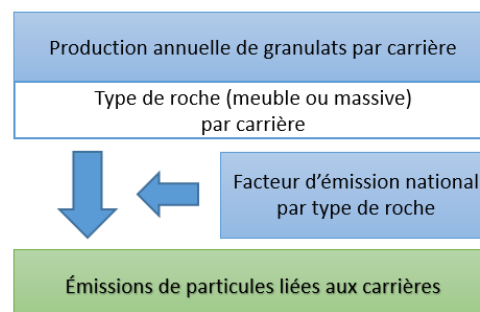 Production annuelle de granulats par carrière
Type de roche (meuble ou massive)
par carrière
Facteur d’émission national
par type de roche
Émissions de particules liées aux carrières